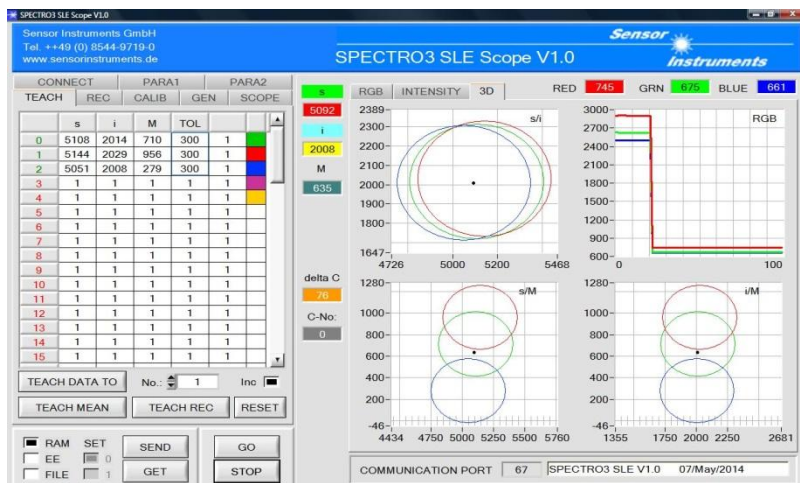 SPECTRO3 SLE Scope V1.0
Sensor Instruments GmbH
Tel. ++49 (0) 8544-9719-0
www.sensorinstruments.de
SPECTRO3 SLE Scope V1.0
Sensor
Instruments
CONNECT PARA1 PARA2
TEACH REC CALIB GEN SCOPE
s i M TOL
0 5108 2014 710 300 1
1 5144 2029 956 300 1
2 5051 2008 279 300 1
3 1 1 1 1 1
4 1 1 1 1 1
5 1 1 1 1 1
6 1 1 1 1 1
7 1 1 1 1 1
8 1 1 1 1 1
9 1 1 1 1 1
10 1 1 1 1 1
11 1 1 1 1 1
12 1 1 1 1 1
13 1 1 1 1 1
14 1 1 1 1 1
15 1 1 1 1 1
TEACH DATA TO No.: 1 Inc
TEACH MEAN TEACH REC RESET
RAM SET
EE 0
FILE 1
SEND GO
GET STOP
s
5092
i
2008
M
635
delta C
76
C-No:
0
RGB INTENSITY 3D
RED 745 GRN 675 BLUE 661
s/i
2389-
2300-
2200-
2100-
2000-
1900-
1800-
1647-
4726 5000 5200 5468
RGB
3000-
2700-
2400-
2100-
1800-
1500-
1200-
900-
600-
0 100
s/M
1280-
1000-
800-
600-
400-
200-
-46-
4434 4750 5000 5250 5500 5760
i/M
1280-
1000-
800-
600-
400-
200-
-46-
1355 1750 2000 2250 2681
COMMUNICATION PORT 67 SPECTRO3 SLE V1.0 07/May/2014